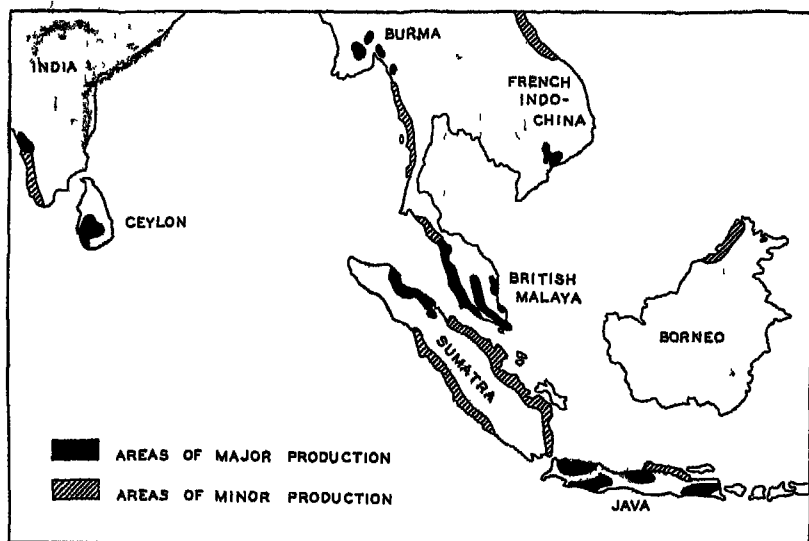 INDIA
BURMA
FRENCH
INDO-
CHINA
CEYLON
BRITISH
MALAYA
SUMATRA
BORNEO
AREAS OF MAJOR PRODUCTION
AREAS OF MINOR PRODUCTION
JAVA